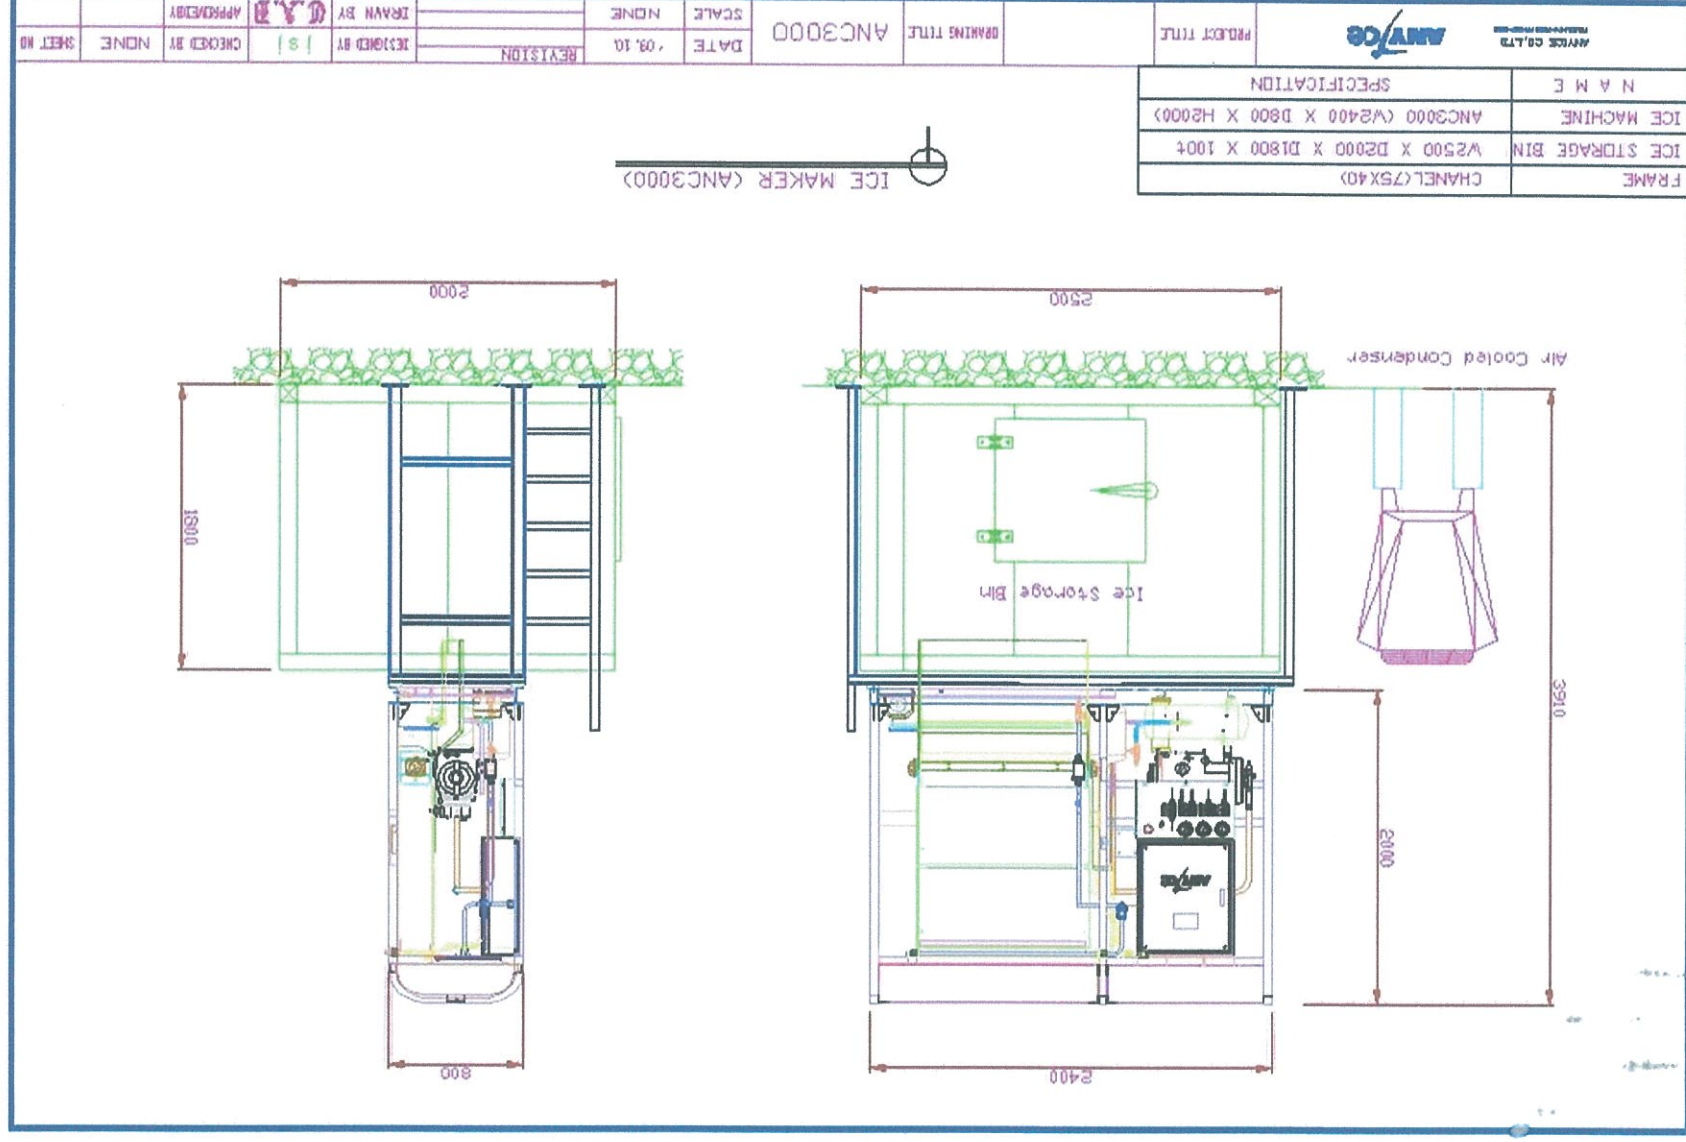 2400
800
ANYICE
2000
3910
Ice Storage Bin
1800
Air Cooled Condenser
2500
2000
FRAME CHANEL(75X40)
ICE STORAGE BIN W2500 X D2000 X D1800 X 100t
ICE MACHINE ANC3000 (W2400 X D800 X H2000)
N A M E SPECIFICATION
ICE MAKER (ANC3000)
ANYICE CO.,LTD
ANYICE
PROJECT TITLE
DRAWING TITLE
ANC3000
DATE '09. 10
SCALE NONE
REVISION
DESIGNED BY
DRAWN BY C.A.D
CHECKED BY NONE
APPROVED BY
SHEET NO